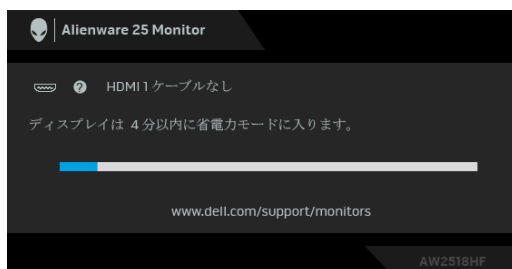 Alienware 25 Monitor
? HDMI 1 ケーブルなし
ディスプレイは 4 分以内に省電力モードに入ります。
www.dell.com/support/monitors
AW2518HF